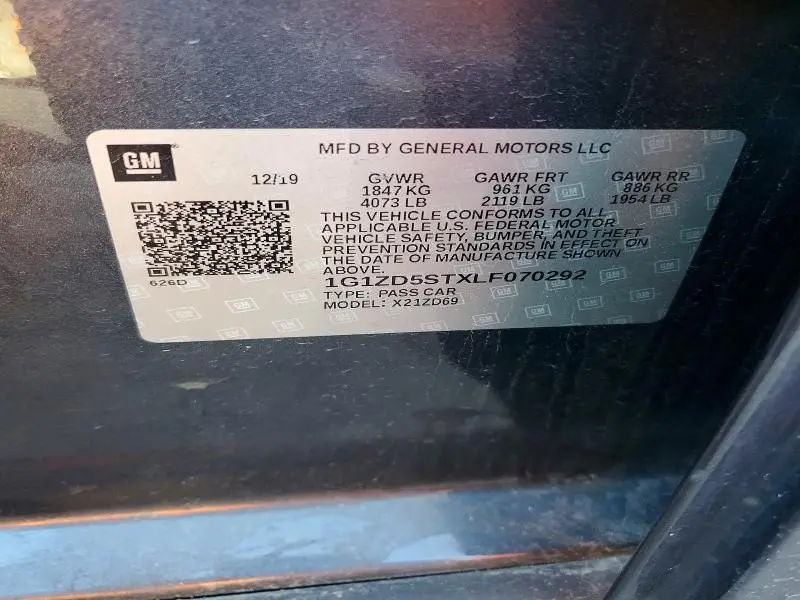 GM
MFD BY GENERAL MOTORS LLC
12/19 GVWR GAWR FRT GAWR RR
1847 KG 961 KG 886 KG
4073 LB 2119 LB 1954 LB
THIS VEHICLE CONFORMS TO ALL
APPLICABLE U.S. FEDERAL MOTOR
VEHICLE SAFETY, BUMPER, AND THEFT
PREVENTION STANDARDS IN EFFECT ON
THE DATE OF MANUFACTURE SHOWN
ABOVE.
626D
1G1ZD5STXLF070292
TYPE: PASS CAR
MODEL: X21ZD69